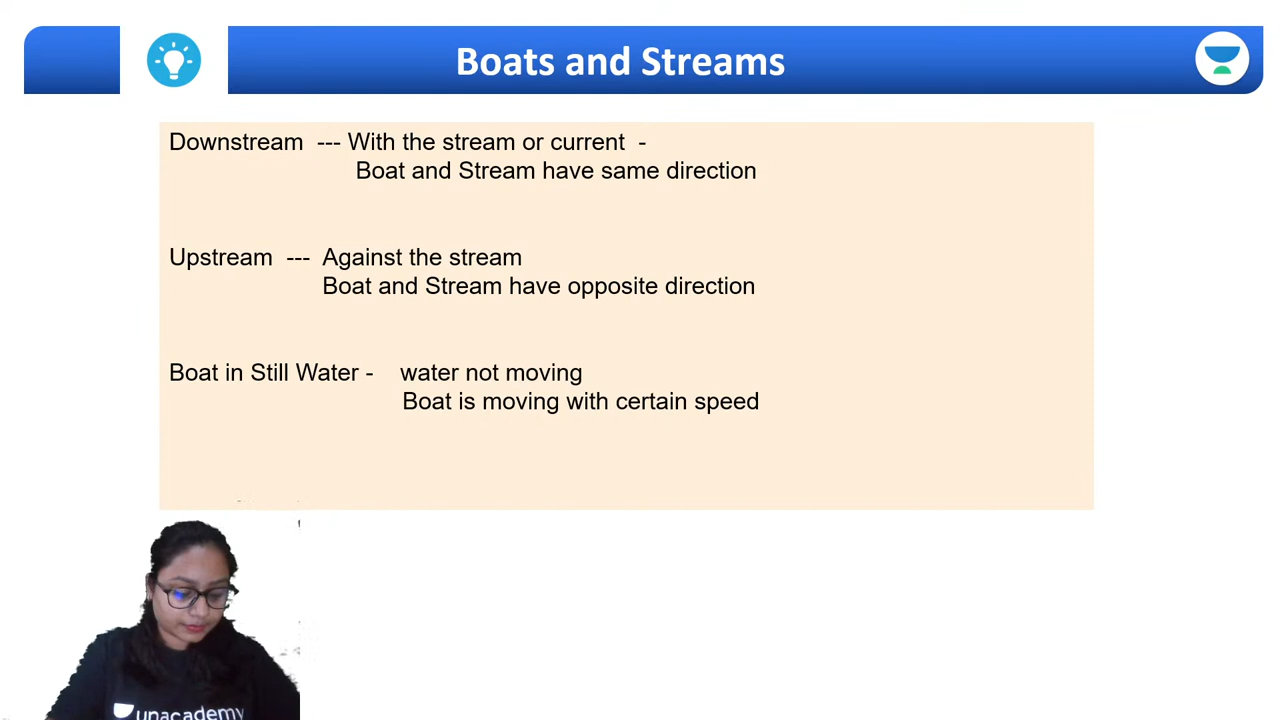 Boats and Streams
Downstream --- With the stream or current -
Boat and Stream have same direction
Upstream --- Against the stream
Boat and Stream have opposite direction
Boat in Still Water - water not moving
Boat is moving with certain speed
unacademy